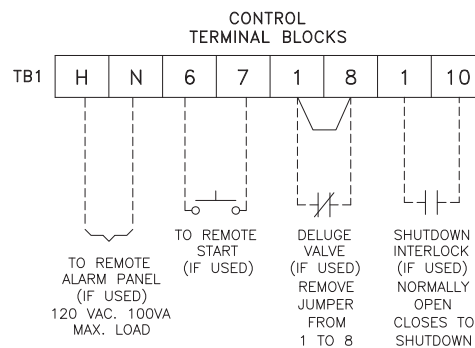 CONTROL
TERMINAL BLOCKS
TB1 H N 6 7 1 8 1 10
TO REMOTE
ALARM PANEL
(IF USED)
120 VAC. 100VA
MAX. LOAD
TO REMOTE
START
(IF USED)
DELUGE
VALVE
(IF USED)
REMOVE
JUMPER
FROM
1 TO 8
SHUTDOWN
INTERLOCK
(IF USED)
NORMALLY
OPEN
CLOSES TO
SHUTDOWN